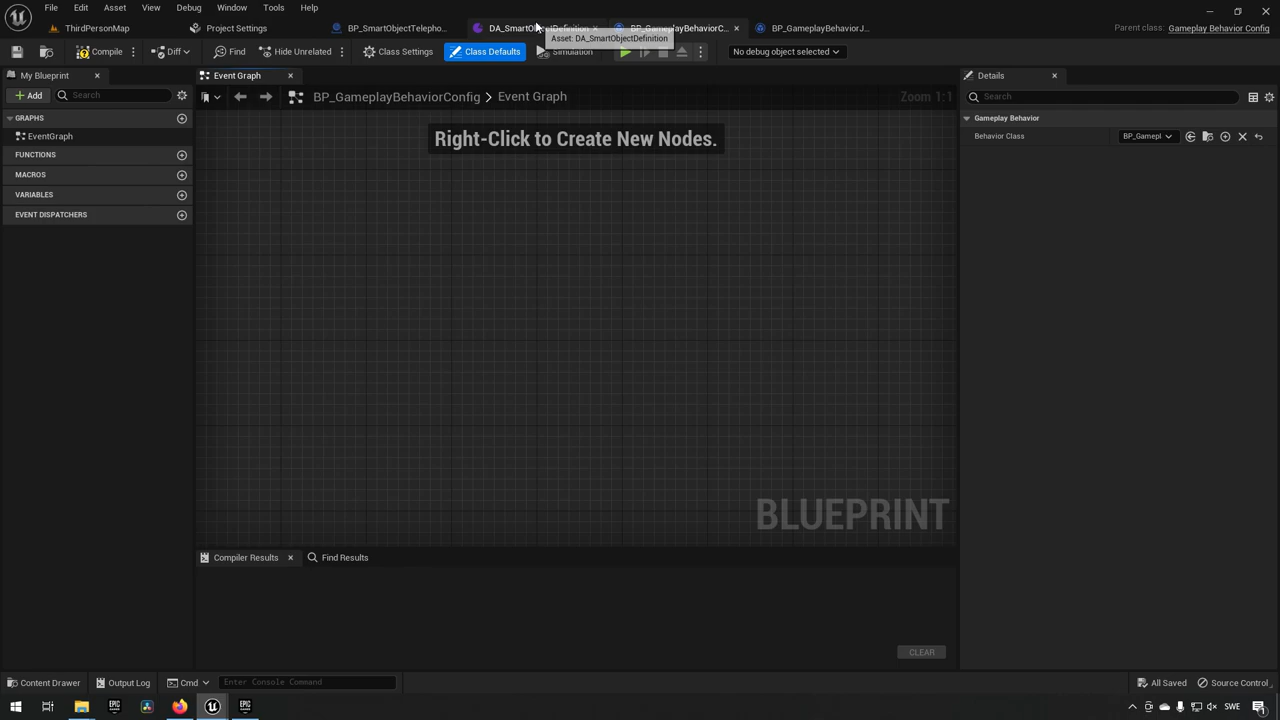 File Edit Asset View Debug Window Tools Help
ThirdPersonMap
Project Settings
BP_SmartObjectTelepho...
DA_SmartObjectDefinition
BP_GameplayBehaviorC...
BP_GameplayBehaviorJ...
Parent class: Gameplay Behavior
Asset: DA_SmartObjectDefinition
Compile
Diff
Find
Hide Unrelated
Class Settings
Class Defaults
Simulation
No debug object selected
My Blueprint
Add
Search
GRAPHS
EventGraph
FUNCTIONS
MACROS
VARIABLES
EVENT DISPATCHERS
Event Graph
BP_GameplayBehaviorConfig > Event Graph
Zoom 1:1
Right-Click to Create New Nodes.
BLUEPRINT
Details
Search
Gameplay Behavior
Behavior Class
BP_Gamepl
Compiler Results
Find Results
CLEAR
Content Drawer
Output Log
Cmd
Enter Console Command
All Saved
Source Control
SWE